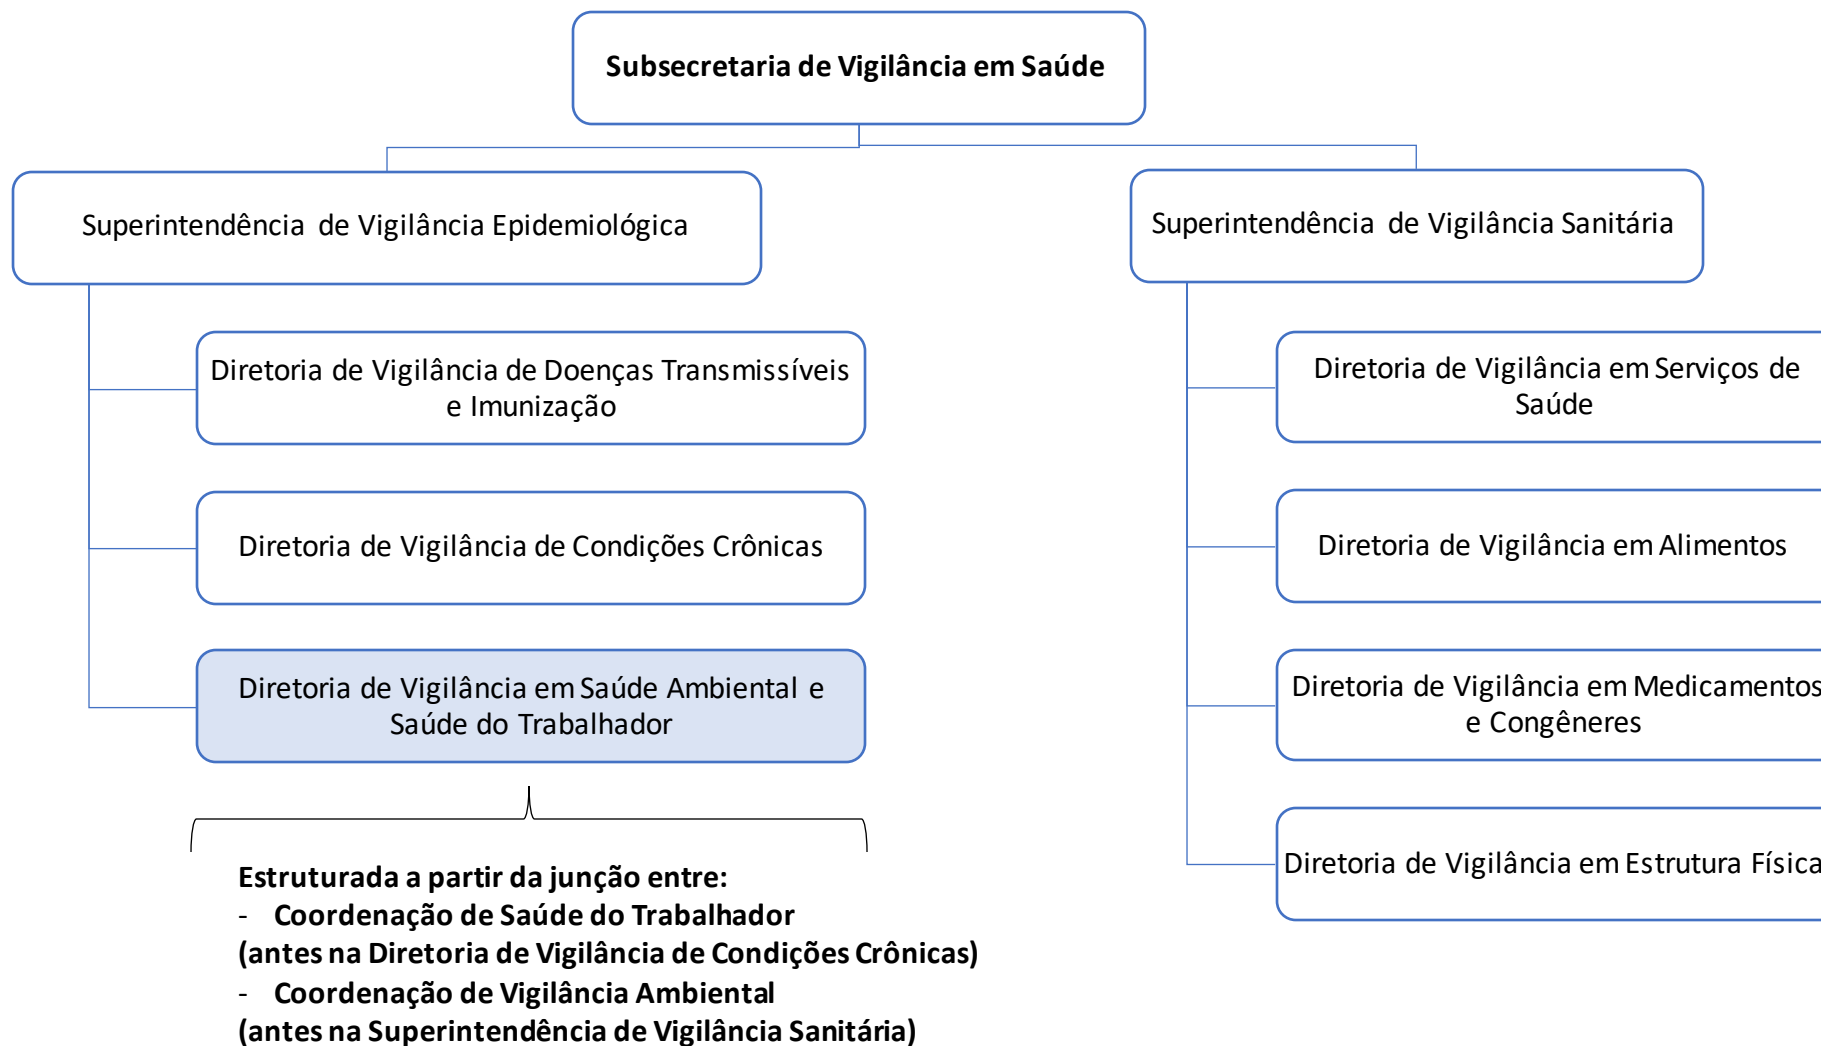 Subsecretaria de Vigilância em Saúde
Superintendência de Vigilância Epidemiológica
Superintendência de Vigilância Sanitária
Diretoria de Vigilância de Doenças Transmissíveis
e Imunização
Diretoria de Vigilância em Serviços de
Saúde
Diretoria de Vigilância de Condições Crônicas
Diretoria de Vigilância em Alimentos
Diretoria de Vigilância em Saúde Ambiental e
Saúde do Trabalhador
Diretoria de Vigilância em Medicamentos
e Congêneres
Diretoria de Vigilância em Estrutura Física
Estruturada a partir da junção entre:
- Coordenação de Saúde do Trabalhador
(antes na Diretoria de Vigilância de Condições Crônicas)
- Coordenação de Vigilância Ambiental
(antes na Superintendência de Vigilância Sanitária)